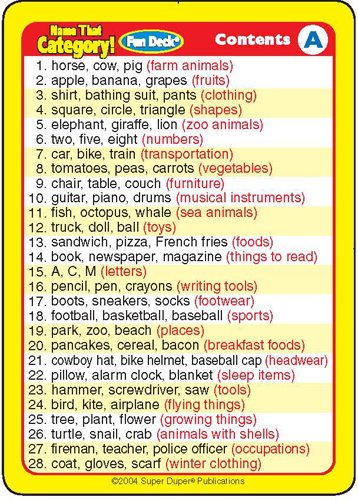 Name That
Category!
Fun Deck®
Contents
A
1. horse, cow, pig (farm animals)
2. apple, banana, grapes (fruits)
3. shirt, bathing suit, pants (clothing)
4. square, circle, triangle (shapes)
5. elephant, giraffe, lion (zoo animals)
6. two, five, eight (numbers)
7. car, bike, train (transportation)
8. tomatoes, peas, carrots (vegetables)
9. chair, table, couch (furniture)
10. guitar, piano, drums (musical instruments)
11. fish, octopus, whale (sea animals)
12. truck, doll, ball (toys)
13. sandwich, pizza, French fries (foods)
14. book, newspaper, magazine (things to read)
15. A, C, M (letters)
16. pencil, pen, crayons (writing tools)
17. boots, sneakers, socks (footwear)
18. football, basketball, baseball (sports)
19. park, zoo, beach (places)
20. pancakes, cereal, bacon (breakfast foods)
21. cowboy hat, bike helmet, baseball cap (headwear)
22. pillow, alarm clock, blanket (sleep items)
23. hammer, screwdriver, saw (tools)
24. bird, kite, airplane (flying things)
25. tree, plant, flower (growing things)
26. turtle, snail, crab (animals with shells)
27. fireman, teacher, police officer (occupations)
28. coat, gloves, scarf (winter clothing)
©2004 Super Duper® Publications